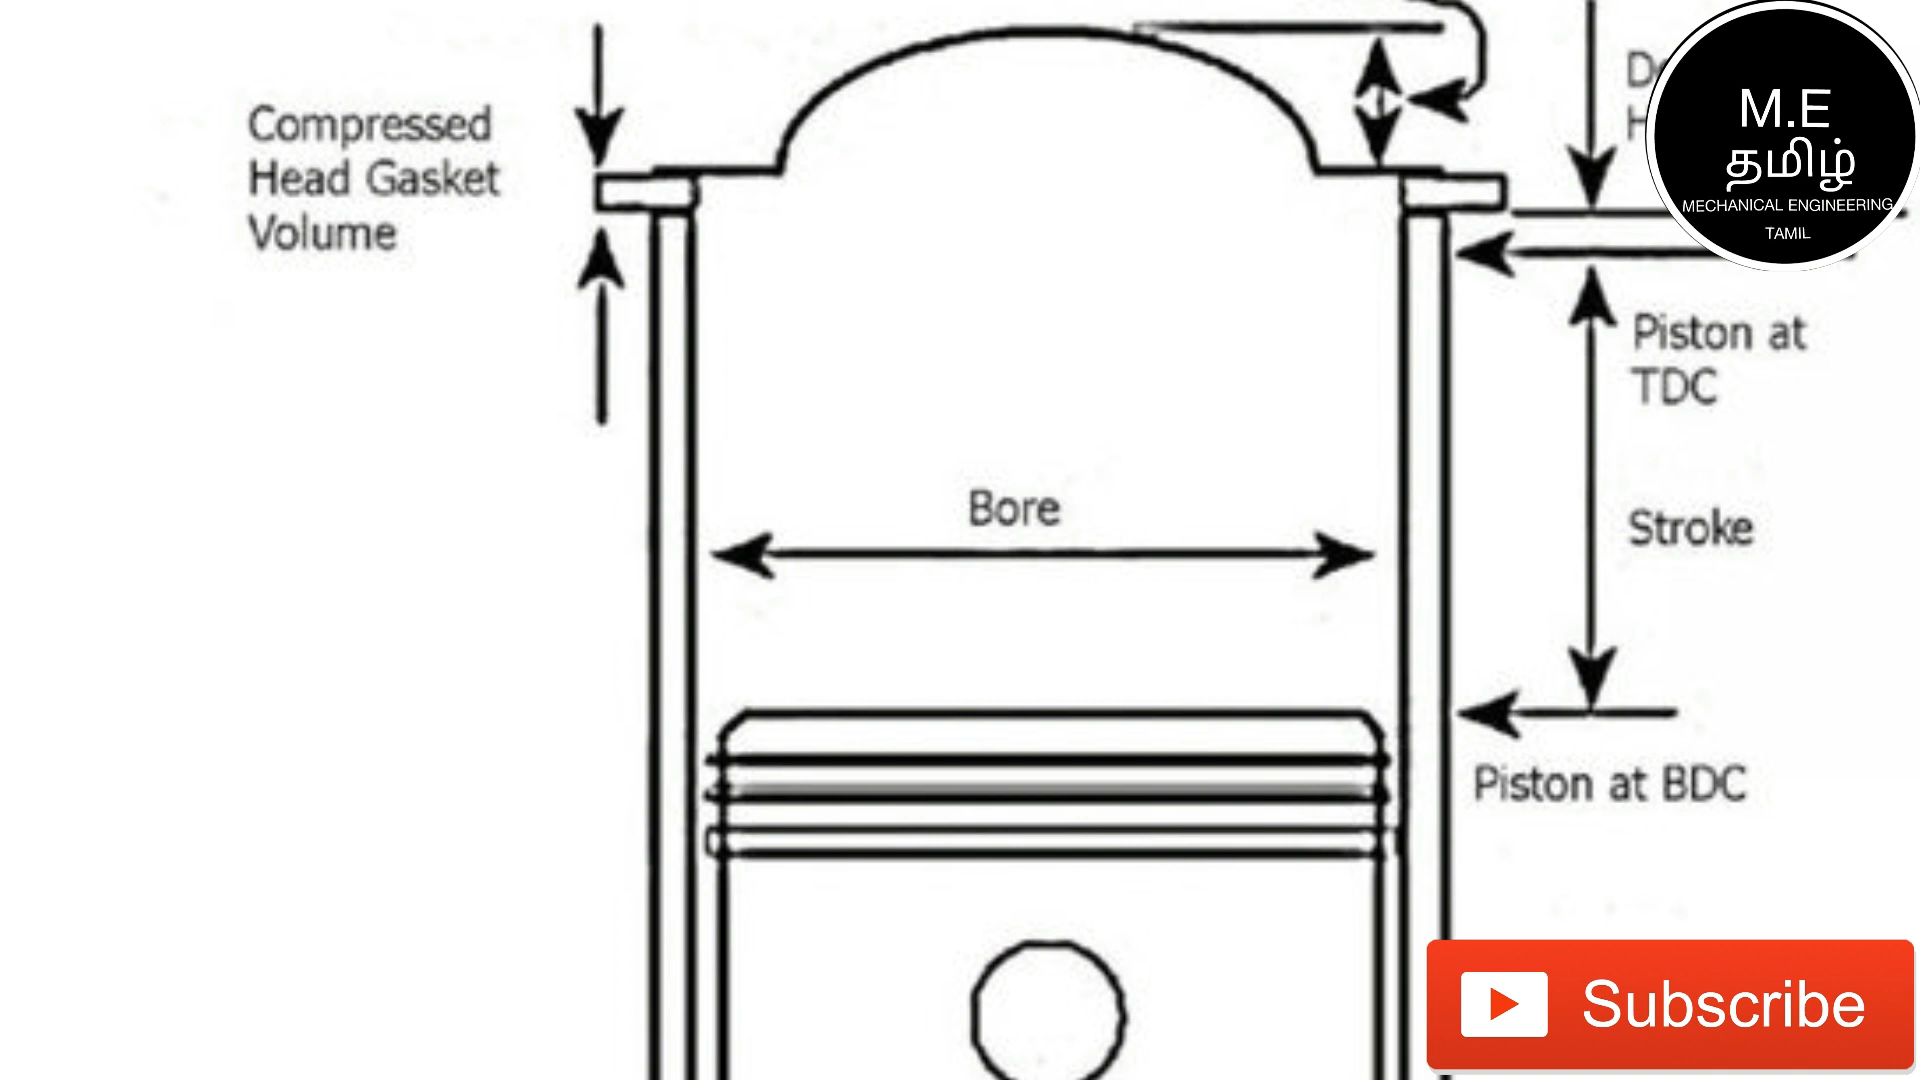 Compressed
Head Gasket
Volume
M.E
தமிழ்
MECHANICAL ENGINEERING
TAMIL
Piston at
TDC
Bore
Stroke
Piston at BDC
Subscribe